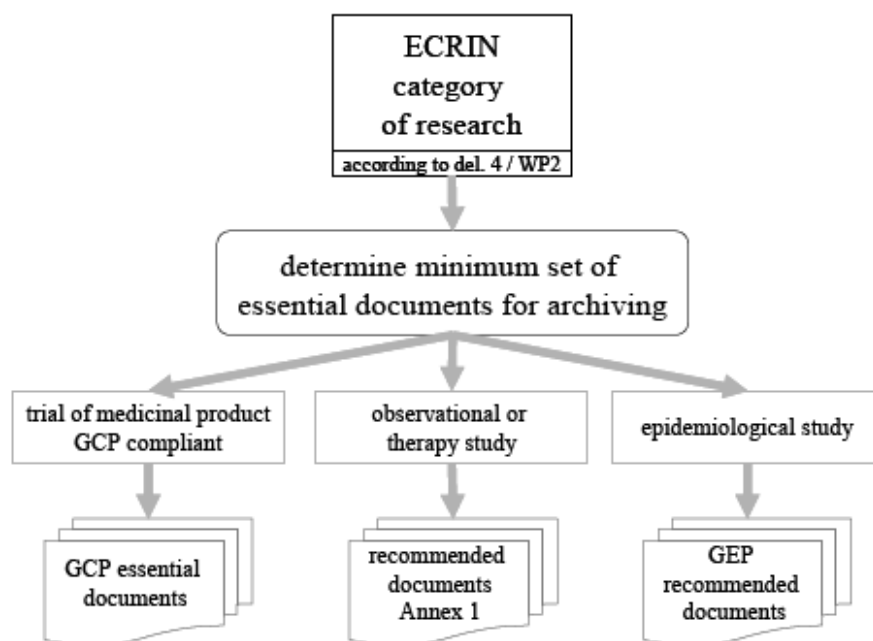 ECRIN
category
of research
according to del. 4 / WP2
determine minimum set of
essential documents for archiving
trial of medicinal product
GCP compliant
observational or
therapy study
epidemiological study
GCP essential
documents
recommended
documents
Annex 1
GEP
recommended
documents